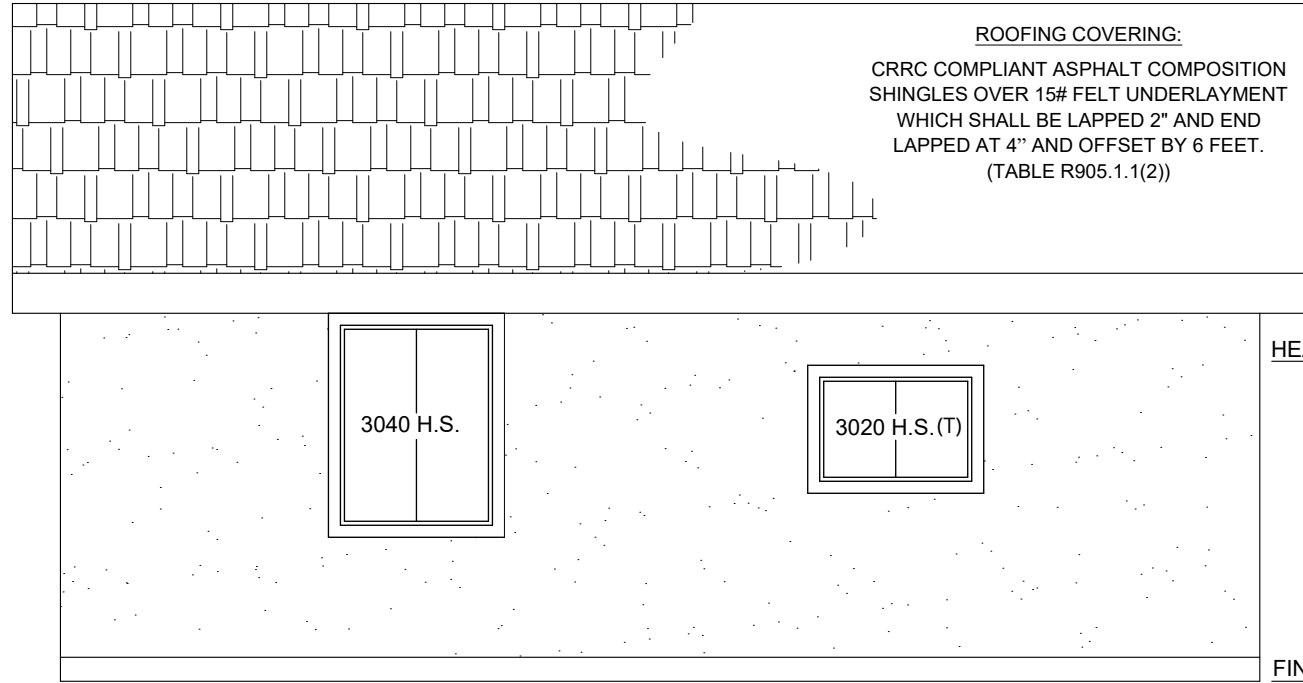 ROOFING COVERING:
CRRC COMPLIANT ASPHALT COMPOSITION
SHINGLES OVER 15# FELT UNDERLAYMENT
WHICH SHALL BE LAPPED 2" AND END
LAPPED AT 4” AND OFFSET BY 6 FEET.
(TABLE R905.1.1(2))
3040 H.S.
3020 H.S.(T)